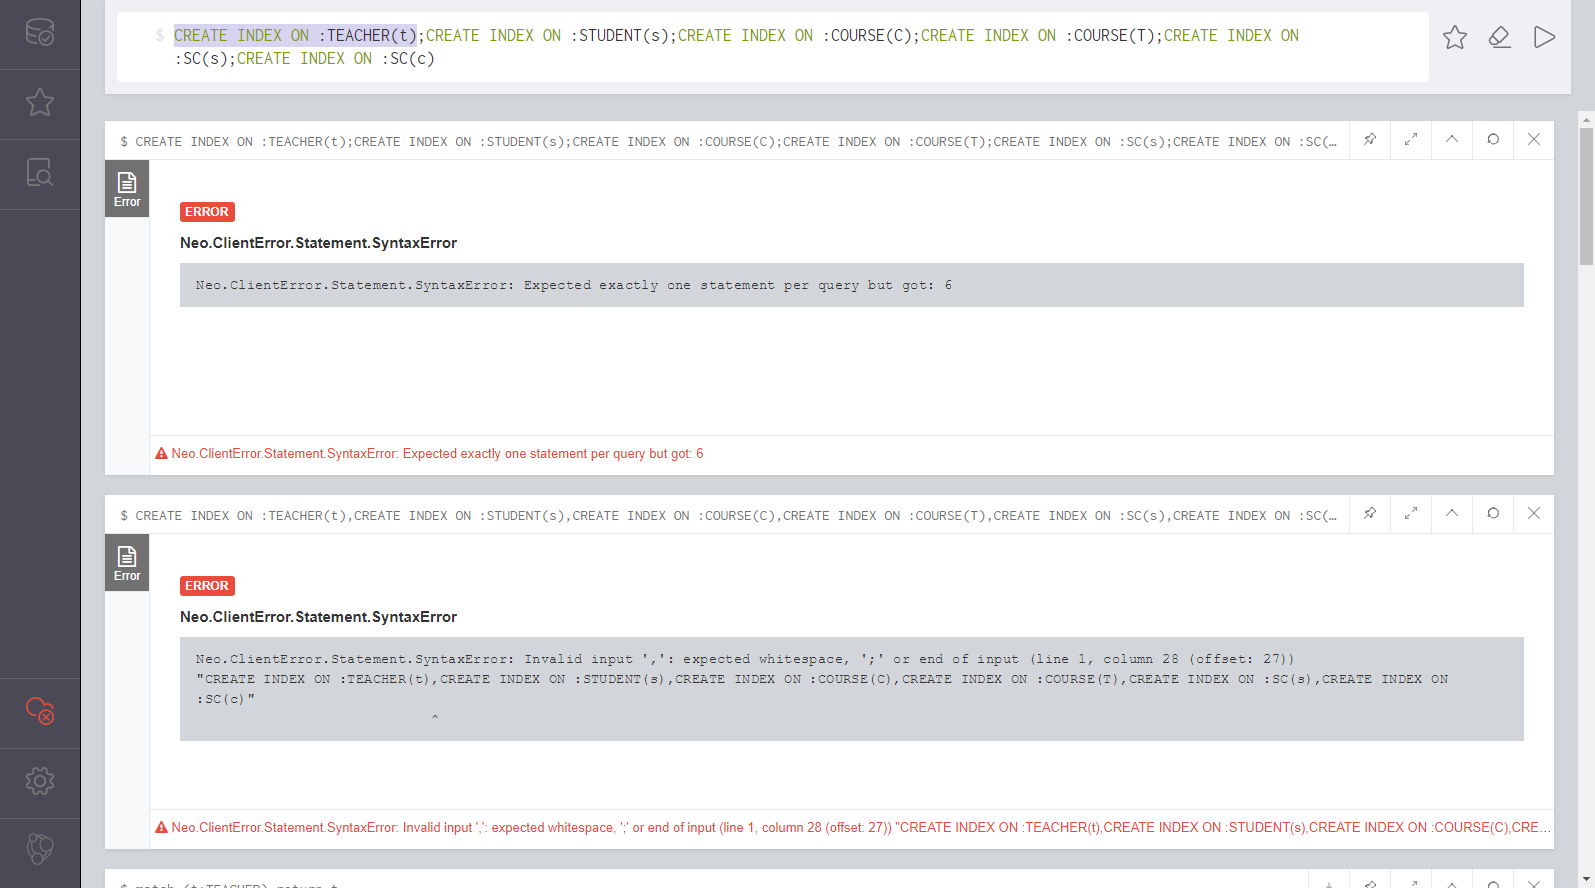 $ CREATE INDEX ON :TEACHER(t);CREATE INDEX ON :STUDENT(s);CREATE INDEX ON :COURSE(C);CREATE INDEX ON :COURSE(T);CREATE INDEX ON
:SC(s);CREATE INDEX ON :SC(c)
$ CREATE INDEX ON :TEACHER(t);CREATE INDEX ON :STUDENT(s);CREATE INDEX ON :COURSE(C);CREATE INDEX ON :COURSE(T);CREATE INDEX ON :SC(s);CREATE INDEX ON :SC(…
Error
ERROR
Neo.ClientError.Statement.SyntaxError
Neo.ClientError.Statement.SyntaxError: Expected exactly one statement per query but got: 6
Neo.ClientError.Statement.SyntaxError: Expected exactly one statement per query but got: 6
$ CREATE INDEX ON :TEACHER(t),CREATE INDEX ON :STUDENT(s),CREATE INDEX ON :COURSE(C),CREATE INDEX ON :COURSE(T),CREATE INDEX ON :SC(s),CREATE INDEX ON :SC(…
Error
ERROR
Neo.ClientError.Statement.SyntaxError
Neo.ClientError.Statement.SyntaxError: Invalid input ',': expected whitespace, ';' or end of input (line 1, column 28 (offset: 27))
"CREATE INDEX ON :TEACHER(t),CREATE INDEX ON :STUDENT(s),CREATE INDEX ON :COURSE(C),CREATE INDEX ON :COURSE(T),CREATE INDEX ON :SC(s),CREATE INDEX ON
:SC(c)"
^
Neo.ClientError.Statement.SyntaxError: Invalid input ',': expected whitespace, ';' or end of input (line 1, column 28 (offset: 27)) "CREATE INDEX ON :TEACHER(t),CREATE INDEX ON :STUDENT(s),CREATE INDEX ON :COURSE(C),CRE…
$ match (t:TEACHER) return t